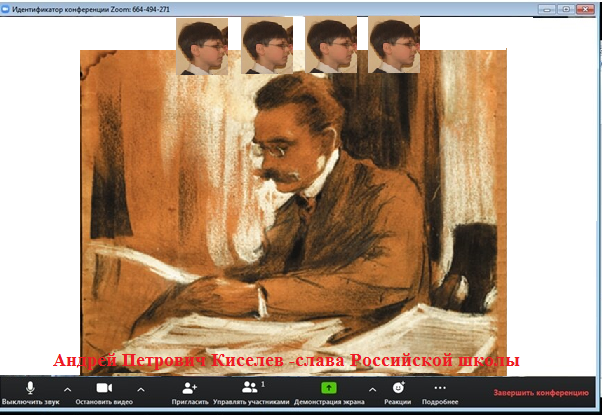 Идентификатор конференции Zoom: 664-494-271
Андрей Петрович Киселев -слава Российской школы
1
Выключить звук Остановить видео Пригласить Управлять участниками Демонстрация экрана Реакции Подробнее Завершить конференцию